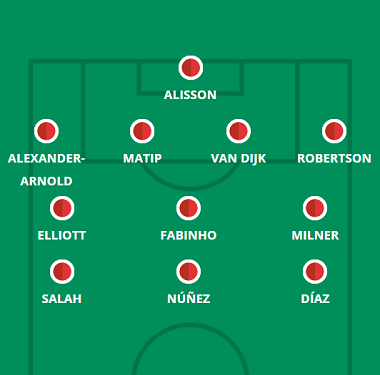 ALISSON
ALEXANDER-
ARNOLD
MATIP
VAN DIJK
ROBERTSON
ELLIOTT
FABINHO
MILNER
SALAH
NÚÑEZ
DÍAZ